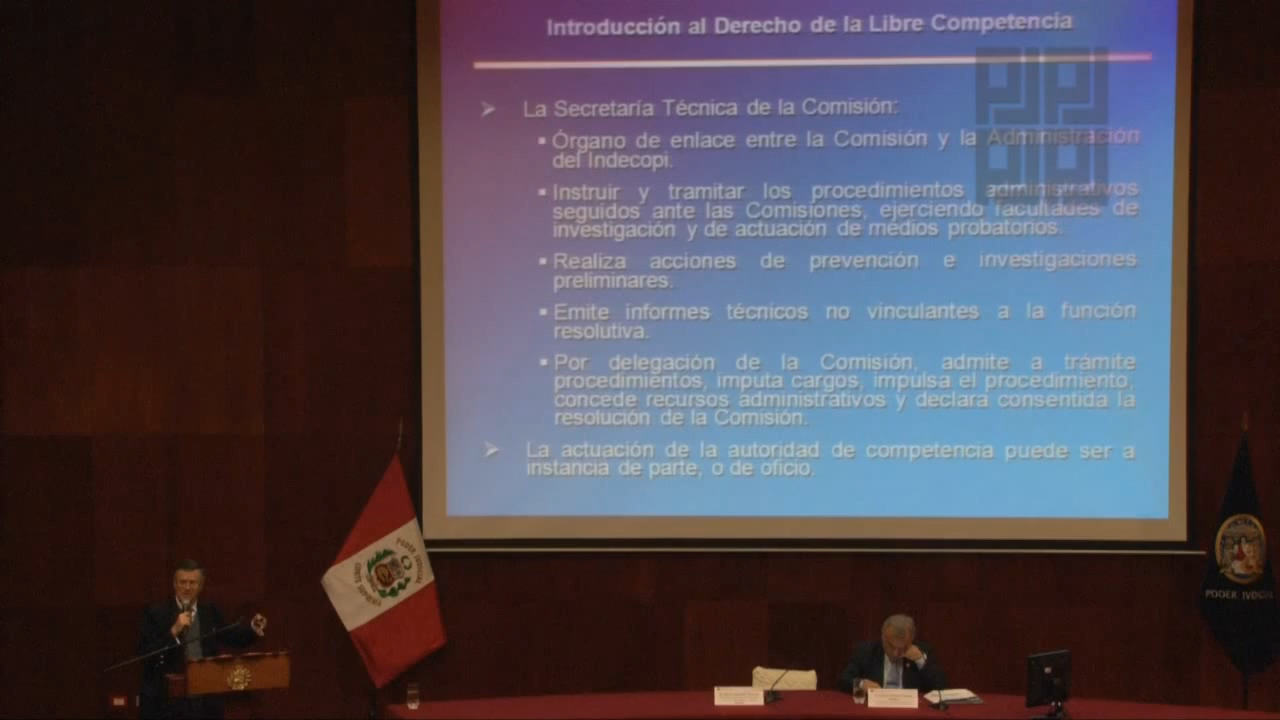 Introducción al Derecho de la Libre Competencia
La Secretaría Técnica de la Comisión:
Órgano de enlace entre la Comisión y la Administración
del Indecopi.
Instruir y tramitar los procedimientos administrativos
seguidos ante las Comisiones, ejerciendo facultades de
investigación y de actuación de medios probatorios.
Realiza acciones de prevención e investigaciones
preliminares.
Emite informes técnicos no vinculantes a la función
resolutiva.
Por delegación de la Comisión, admite a trámite
procedimientos, imputa cargos, impulsa el procedimiento,
concede recursos administrativos y declara consentida la
resolución de la Comisión.
La actuación de la autoridad de competencia puede ser a
instancia de parte, o de oficio.
PODER JUDICIAL
PODER JUDICIAL